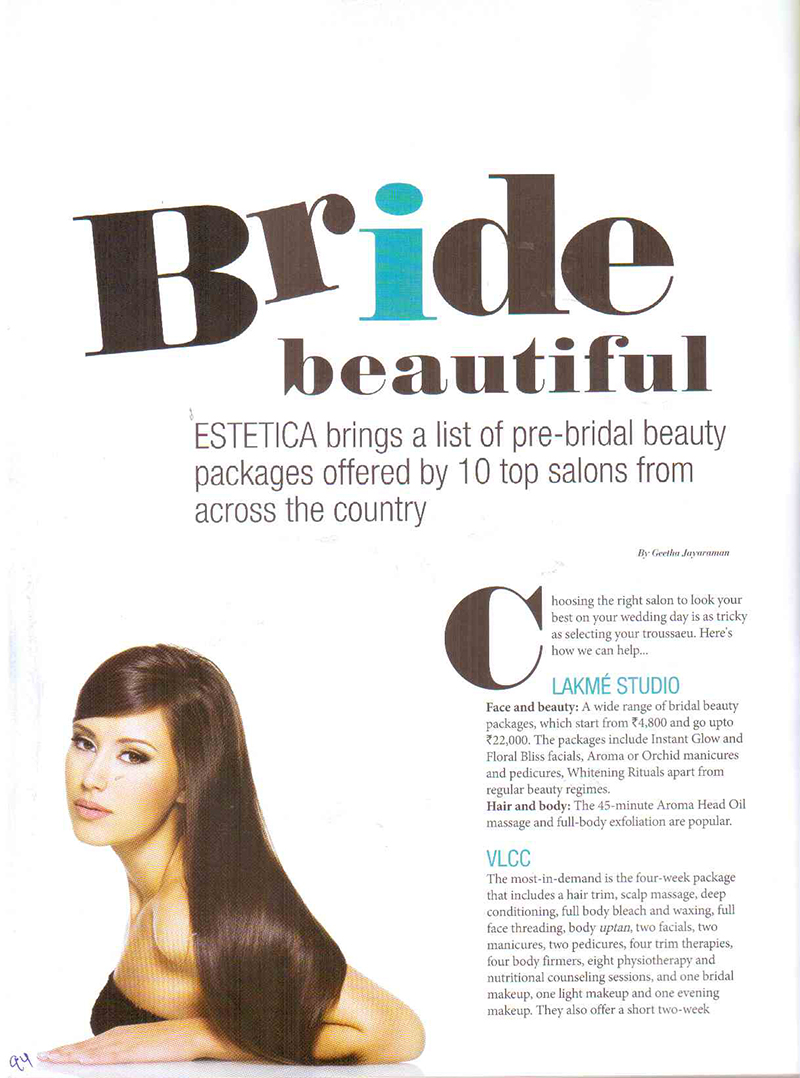 Bride
beautiful
ESTETICA brings a list of pre-bridal beauty
packages offered by 10 top salons from
across the country
By Geetha Jayaraman
Choosing the right salon to look your
best on your wedding day is as tricky
as selecting your troussaeu. Here's
how we can help...
LAKMÉ STUDIO
Face and beauty: A wide range of bridal beauty
packages, which start from ₹4,800 and go upto
₹22,000. The packages include Instant Glow and
Floral Bliss facials, Aroma or Orchid manicures
and pedicures, Whitening Rituals apart from
regular beauty regimes.
Hair and body: The 45-minute Aroma Head Oil
massage and full-body exfoliation are popular.
VLCC
The most-in-demand is the four-week package
that includes a hair trim, scalp massage, deep
conditioning, full body bleach and waxing, full
face threading, body uptan, two facials, two
manicures, two pedicures, four trim therapies,
four body firmers, eight physiotherapy and
nutritional counseling sessions, and one bridal
makeup, one light makeup and one evening
makeup. They also offer a short two-week
94